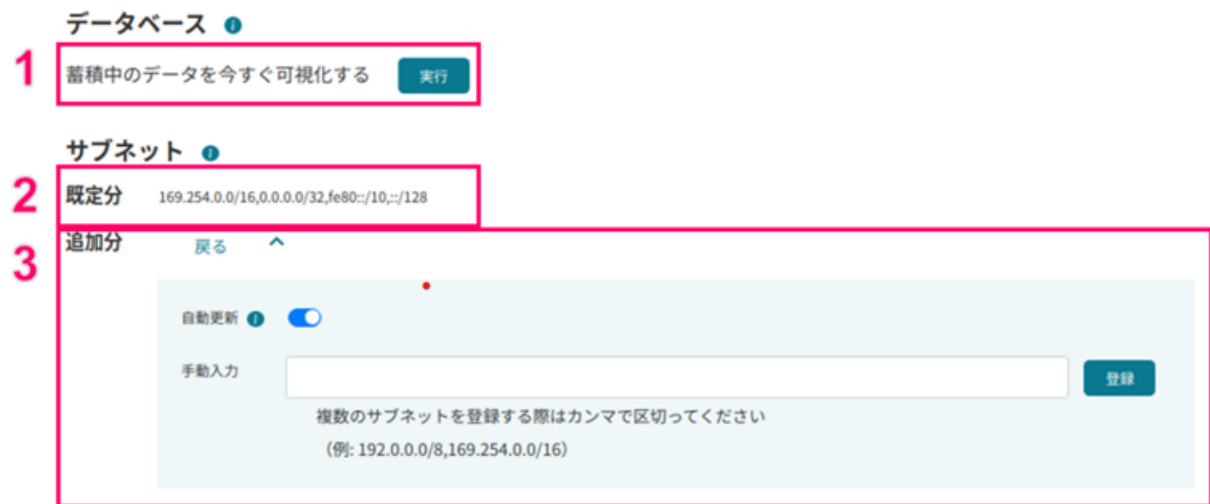 データベース i
1 蓄積中のデータを今すぐ可視化する 実行
サブネット i
2 既定分 169.254.0.0/16,0.0.0.0/32,fe80::/10,::/128
3 追加分 戻る
自動更新 i
手動入力 登録
複数のサブネットを登録する際はカンマで区切ってください
（例: 192.0.0.0/8,169.254.0.0/16）